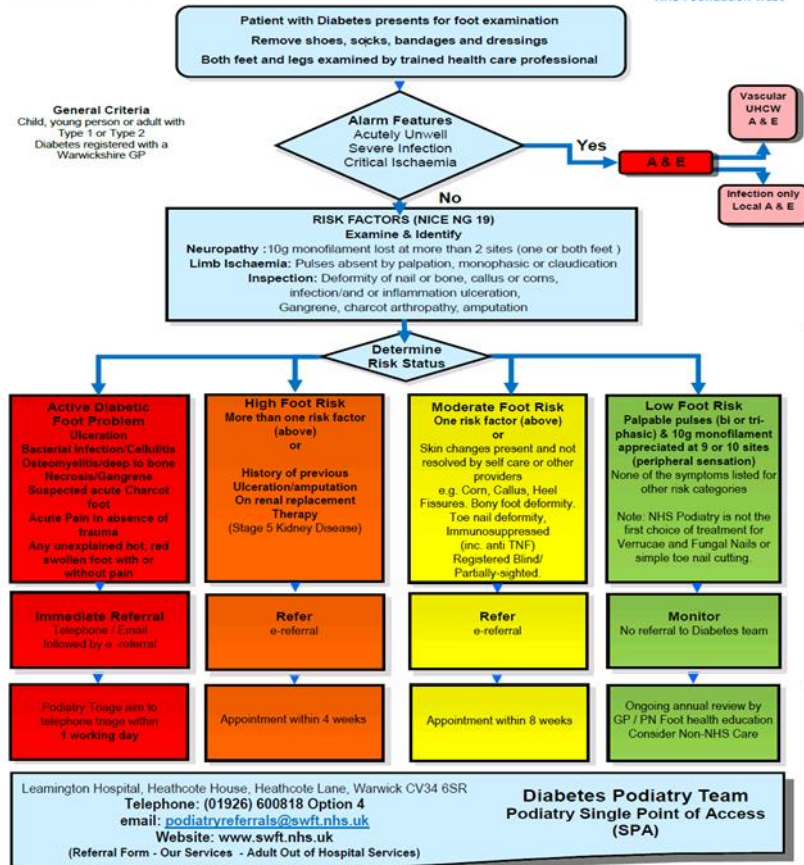 NHS Foundation Trust
Patient with Diabetes presents for foot examination
Remove shoes, socks, bandages and dressings
Both feet and legs examined by trained health care professional
General Criteria
Child, young person or adult with
Type 1 or Type 2
Diabetes registered with a
Warwickshire GP
Alarm Features
Acutely Unwell
Severe Infection
Critical Ischaemia
Yes
A & E
Vascular
UHCW
A & E
Infection only
Local A & E
No
RISK FACTORS (NICE NG 19)
Examine & Identify
Neuropathy :10g monofilament lost at more than 2 sites (one or both feet )
Limb Ischaemia: Pulses absent by palpation, monophasic or claudication
Inspection: Deformity of nail or bone, callus or corns,
infection/and or inflammation ulceration,
Gangrene, charcot arthropathy, amputation
Determine
Risk Status
Active Diabetic
Foot Problem
Ulceration
Bacterial Infection/Cellulitis
Osteomyelitis/deep to bone
Necrosis/Gangrene
Suspected acute Charcot
foot
Acute Pain in absence of
trauma
Any unexplained hot, red
swollen foot with or
without pain
Immediate Referral
Telephone / Email
followed by e -referral
Podiatry Triage aim to
telephone triage within
1 working day
High Foot Risk
More than one risk factor
(above)
or
History of previous
Ulceration/amputation
On renal replacement
Therapy
(Stage 5 Kidney Disease)
Refer
e-referral
Appointment within 4 weeks
Moderate Foot Risk
One risk factor (above)
or
Skin changes present and not
resolved by self care or other
providers
e.g. Corn, Callus, Heel
Fissures. Bony foot deformity.
Toe nail deformity,
Immunosuppressed
(inc. anti TNF)
Registered Blind/
Partially-sighted.
Refer
e-referral
Appointment within 8 weeks
Low Foot Risk
Palpable pulses (bi or tri-
phasic) & 10g monofilament
appreciated at 9 or 10 sites
(peripheral sensation)
None of the symptoms listed for
other risk categories
Note: NHS Podiatry is not the
first choice of treatment for
Verrucae and Fungal Nails or
simple toe nail cutting.
Monitor
No referral to Diabetes team
Ongoing annual review by
GP / PN Foot health education
Consider Non-NHS Care
Leamington Hospital, Heathcote House, Heathcote Lane, Warwick CV34 6SR
Telephone: (01926) 600818 Option 4
email: podiatryreferrals@swft.nhs.uk
Website: www.swft.nhs.uk
(Referral Form - Our Services - Adult Out of Hospital Services)
Diabetes Podiatry Team
Podiatry Single Point of Access
(SPA)